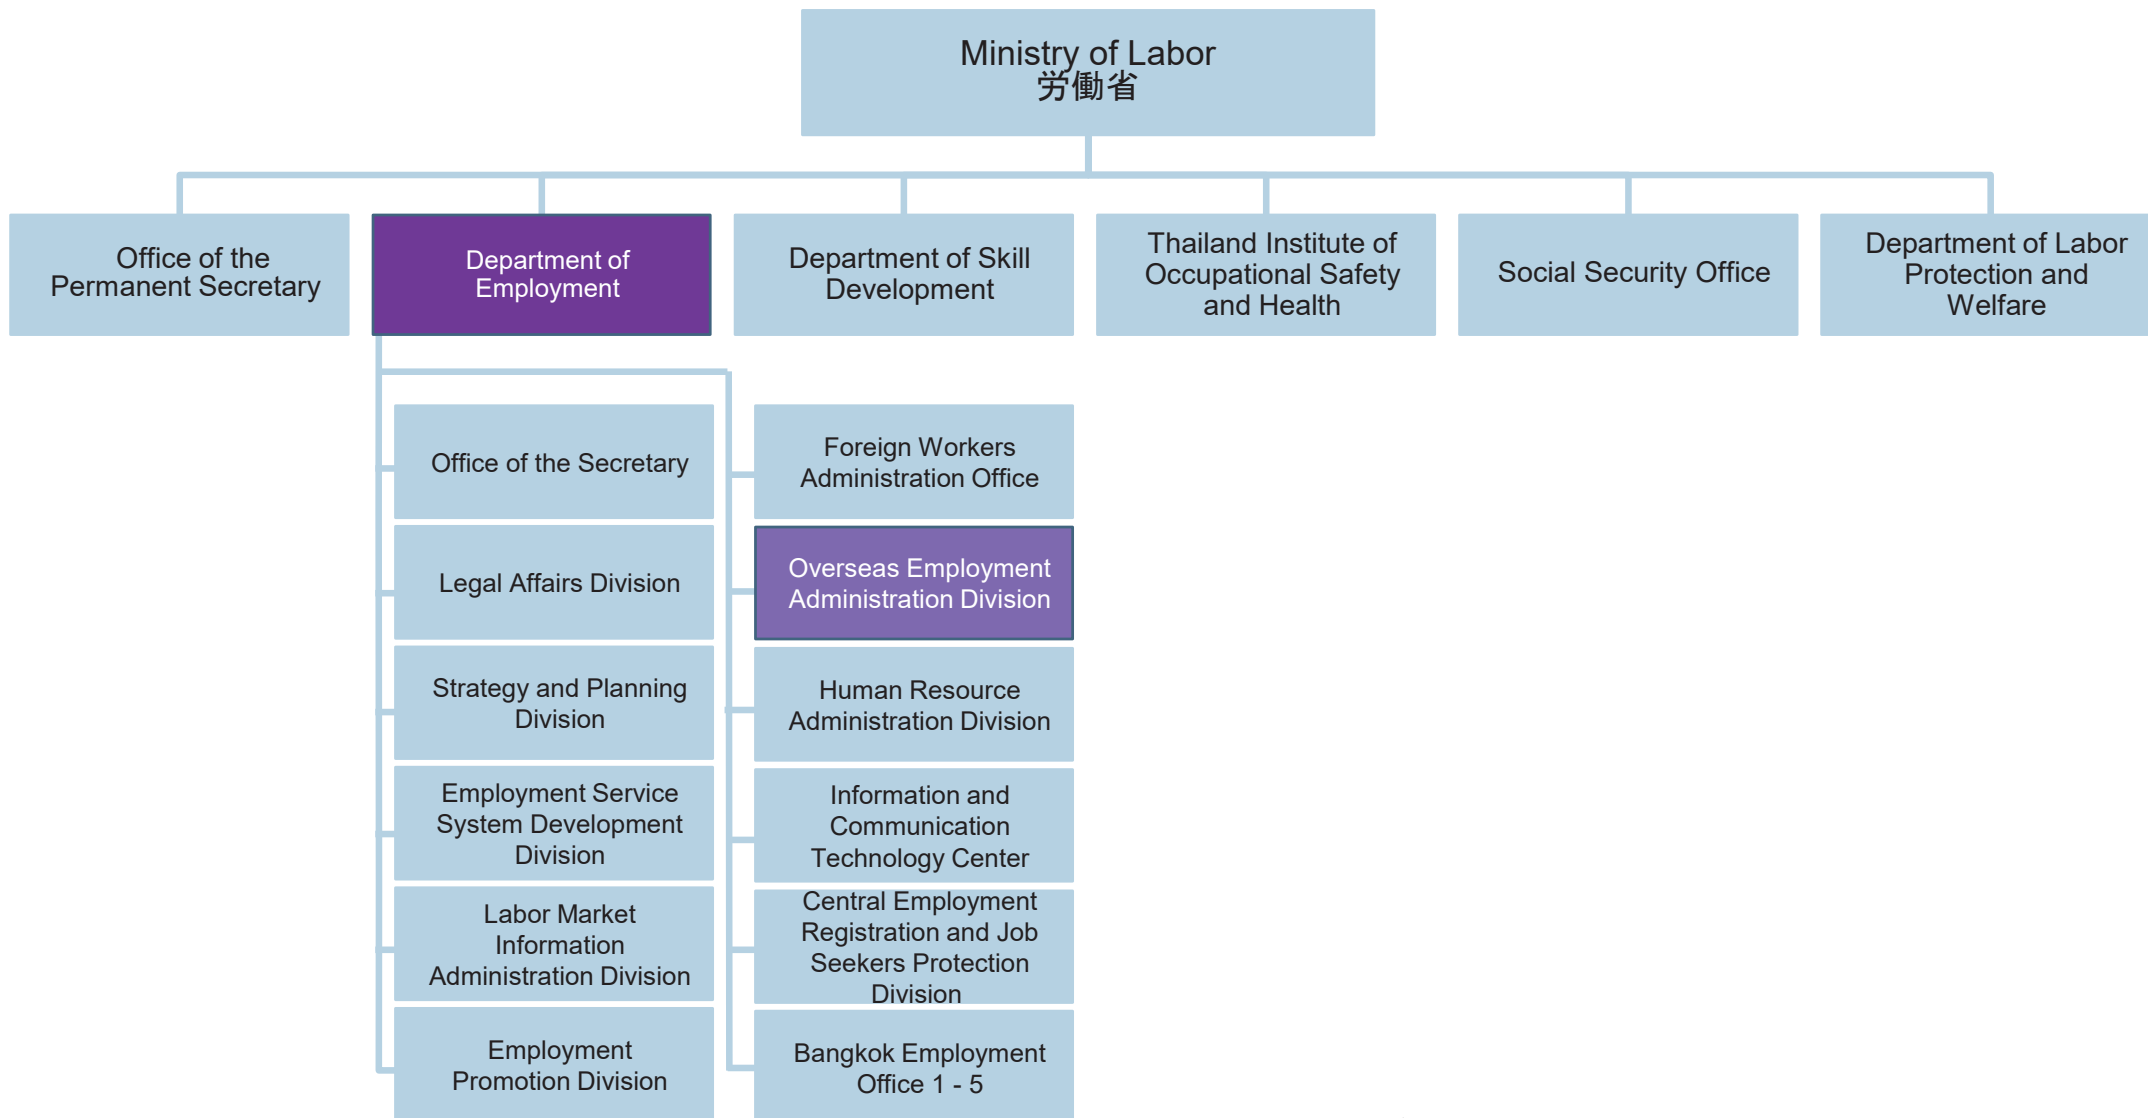 Ministry of Labor
労働省
Office of the
Permanent Secretary
Department of
Employment
Department of Skill
Development
Thailand Institute of
Occupational Safety
and Health
Social Security Office
Department of Labor
Protection and
Welfare
Office of the Secretary
Legal Affairs Division
Strategy and Planning
Division
Employment Service
System Development
Division
Labor Market
Information
Administration Division
Employment
Promotion Division
Foreign Workers
Administration Office
Overseas Employment
Administration Division
Human Resource
Administration Division
Information and
Communication
Technology Center
Central Employment
Registration and Job
Seekers Protection
Division
Bangkok Employment
Office 1 - 5